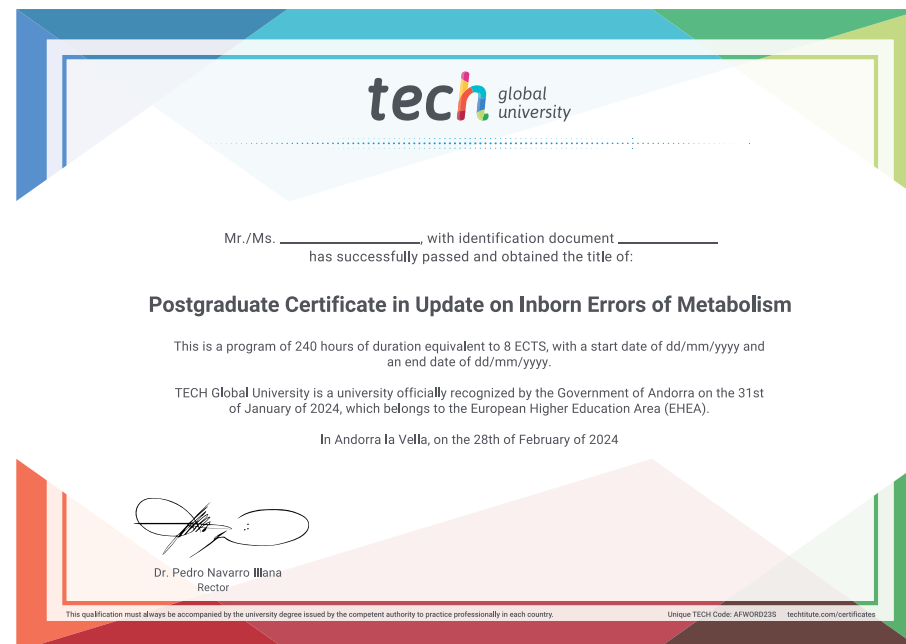 tech global
university
Mr./Ms. ____________, with identification document ____________
has successfully passed and obtained the title of:
Postgraduate Certificate in Update on Inborn Errors of Metabolism
This is a program of 240 hours of duration equivalent to 8 ECTS, with a start date of dd/mm/yyyy and
an end date of dd/mm/yyyy.
TECH Global University is a university officially recognized by the Government of Andorra on the 31st
of January of 2024, which belongs to the European Higher Education Area (EHEA).
In Andorra la Vella, on the 28th of February of 2024
Dr. Pedro Navarro Illana
Rector
This qualification must always be accompanied by the university degree issued by the competent authority to practice professionally in each country.
Unique TECH Code: AFWORD23S techtitute.com/certificates